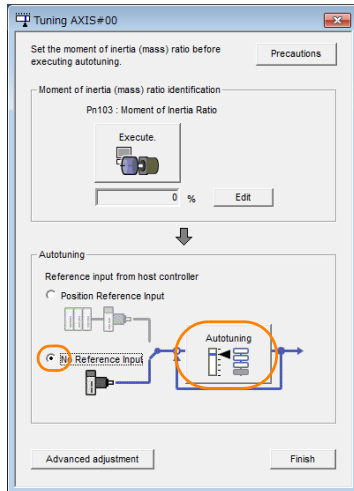 Tuning AXIS#00
Set the moment of inertia (mass) ratio before
executing autotuning.
Precautions
Moment of inertia (mass) ratio identification
Pn103 : Moment of Inertia Ratio
Execute.
0 %
Edit
Autotuning
Reference input from host controller
Position Reference Input
No Reference Input
Autotuning
Advanced adjustment
Finish